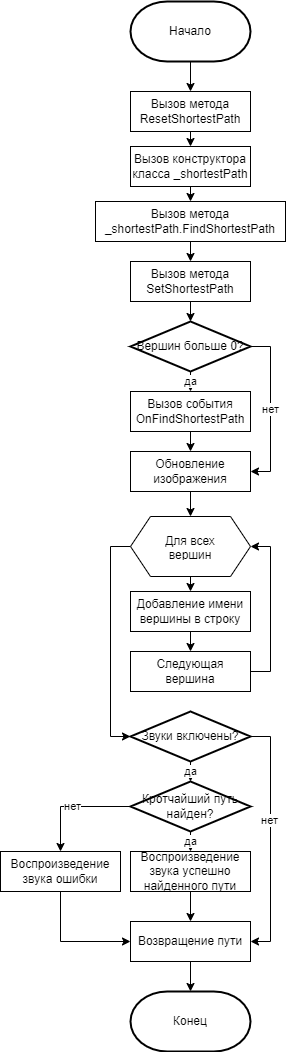 Начало
Вызов метода
ResetShortestPath
Вызов конструктора
класса _shortestPath
Вызов метода
_shortestPath.FindShortestPath
Вызов метода
SetShortestPath
Вершин больше 0?
да
нет
Вызов события
OnFindShortestPath
Обновление
изображения
Для всех
вершин
Добавление имени
вершины в строку
Следующая
вершина
Звуки включены?
да
нет
Кротчайший путь
найден?
нет
да
Воспроизведение
звука ошибки
Воспроизведение
звука успешно
найденного пути
Возвращение пути
Конец